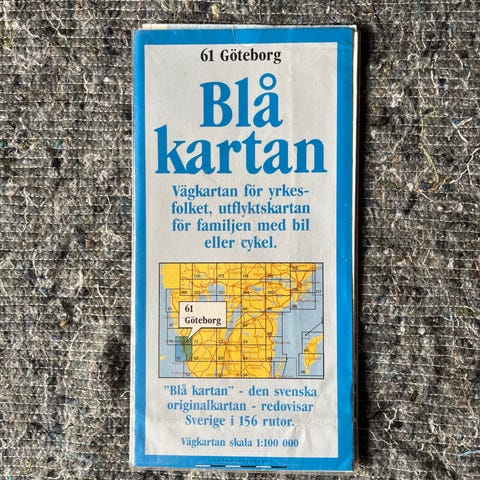 61 Göteborg
Blå
kartan
Vägkartan för yrkes-
folket, utflyktskartan
för familjen med bil
eller cykel.
61
Göteborg
"Blå kartan" - den svenska
originalkartan - redovisar
Sverige i 156 rutor.
Vägkartan skala 1:100 000